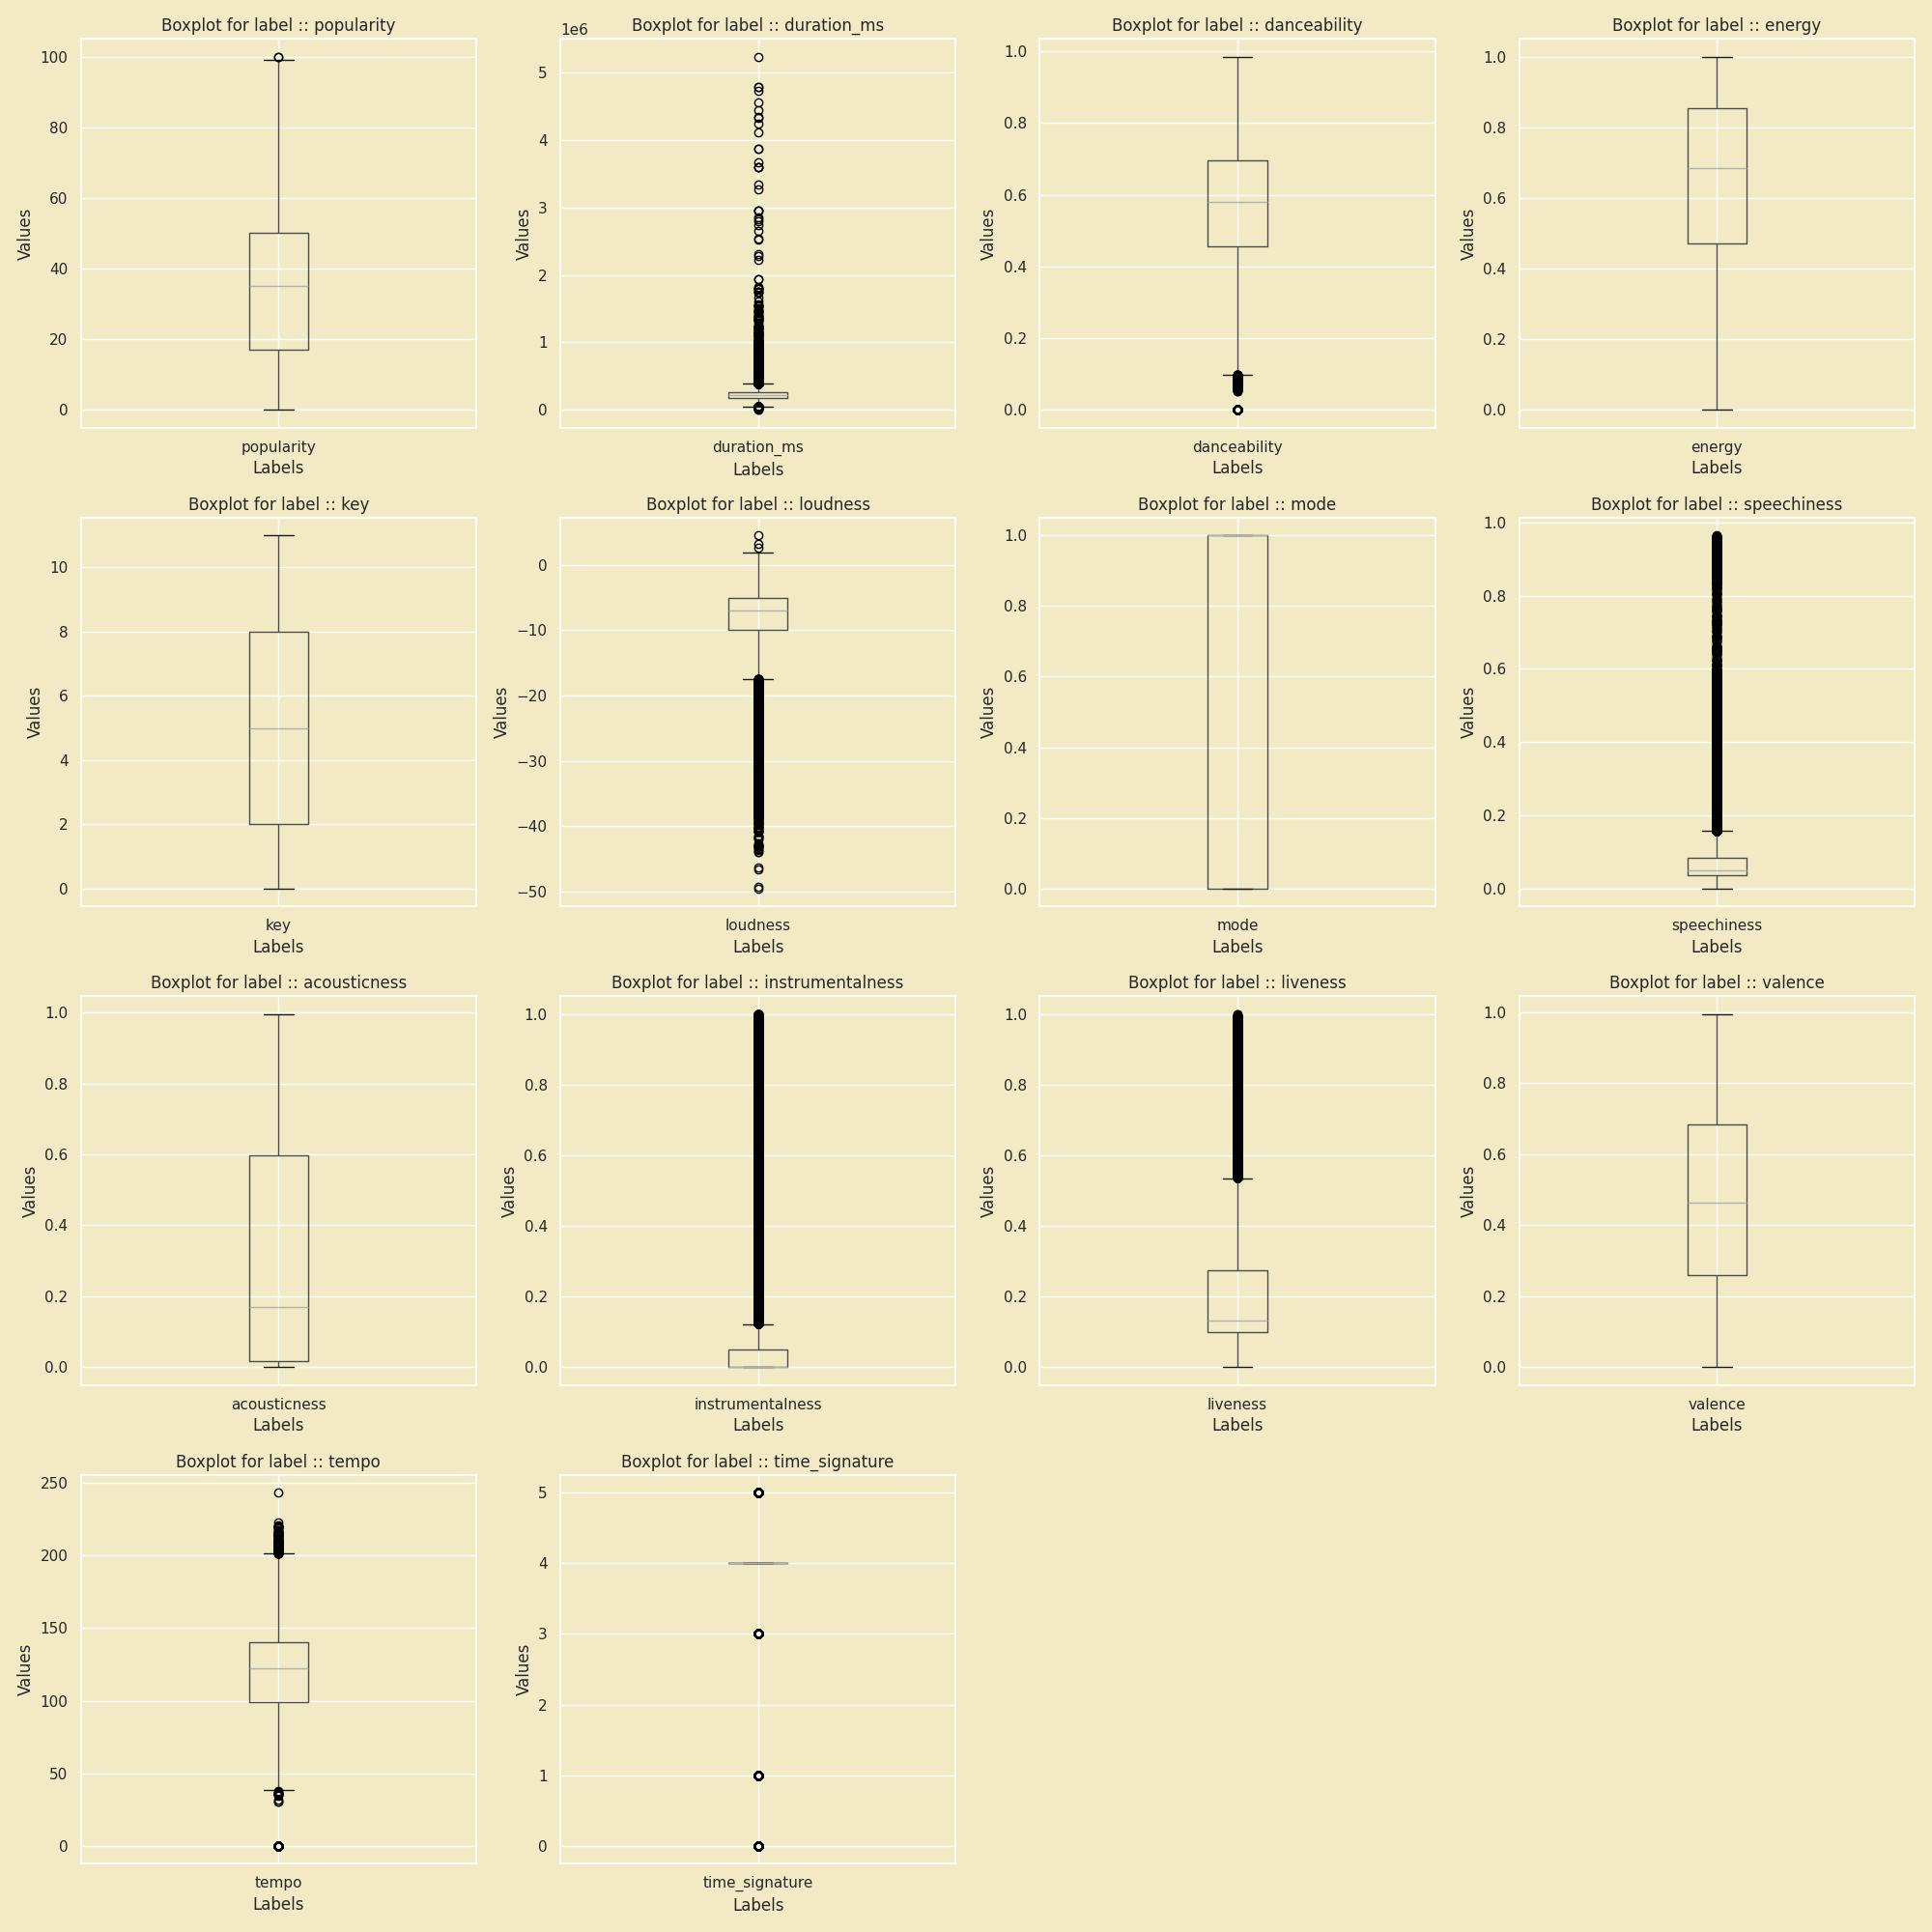 Boxplot for label :: popularity
100
80
60
40
20
0
Values
popularity
Labels
Boxplot for label :: duration_ms
1e6
5
4
3
2
1
0
Values
duration_ms
Labels
Boxplot for label :: danceability
1.0
0.8
0.6
0.4
0.2
0.0
Values
danceability
Labels
Boxplot for label :: energy
1.0
0.8
0.6
0.4
0.2
0.0
Values
energy
Labels
Boxplot for label :: key
10
8
6
4
2
0
Values
key
Labels
Boxplot for label :: loudness
0
−10
−20
−30
−40
−50
Values
loudness
Labels
Boxplot for label :: mode
1.0
0.8
0.6
0.4
0.2
0.0
Values
mode
Labels
Boxplot for label :: speechiness
1.0
0.8
0.6
0.4
0.2
0.0
Values
speechiness
Labels
Boxplot for label :: acousticness
1.0
0.8
0.6
0.4
0.2
0.0
Values
acousticness
Labels
Boxplot for label :: instrumentalness
1.0
0.8
0.6
0.4
0.2
0.0
Values
instrumentalness
Labels
Boxplot for label :: liveness
1.0
0.8
0.6
0.4
0.2
0.0
Values
liveness
Labels
Boxplot for label :: valence
1.0
0.8
0.6
0.4
0.2
0.0
Values
valence
Labels
Boxplot for label :: tempo
250
200
150
100
50
0
Values
tempo
Labels
Boxplot for label :: time_signature
5
4
3
2
1
0
Values
time_signature
Labels